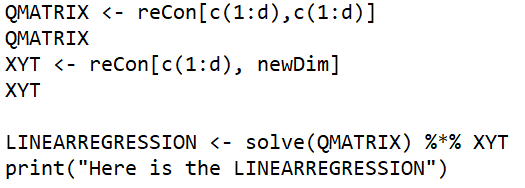 QMATRIX <- reCon[c(1:d),c(1:d)]
QMATRIX
XYT <- reCon[c(1:d), newDim]
XYT
LINEARREGRESSION <- solve(QMATRIX) %*% XYT
print("Here is the LINEARREGRESSION")